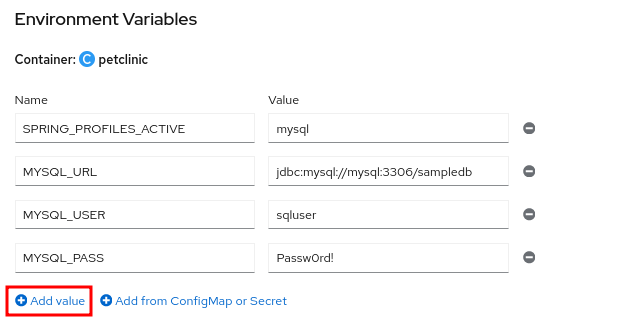 Environment Variables
Container: C petclinic
Name Value
SPRING_PROFILES_ACTIVE mysql
MYSQL_URL jdbc:mysql://mysql:3306/sampledb
MYSQL_USER sqluser
MYSQL_PASS Passw0rd!
Add value Add from ConfigMap or Secret